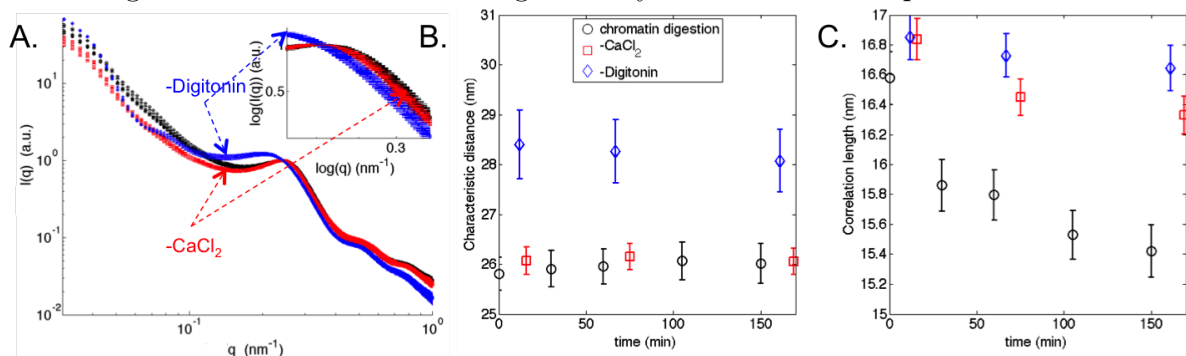 A.
10¹
10⁰
10⁻¹
10⁻²
I(q) (a.u.)
10⁻¹
10⁰
q (nm⁻¹)
-Digitonin
-CaCl₂
log(I(q)) (a.u.)
0.5
0.3
log(q) (nm⁻¹)
B.
31
30
29
28
27
26
25
Characteristic distance (nm)
chromatin digestion
-CaCl₂
-Digitonin
0
50
100
150
time (min)
C.
17
16.8
16.6
16.4
16.2
16
15.8
15.6
15.4
15.2
15
Correlation length (nm)
0
50
100
150
time (min)